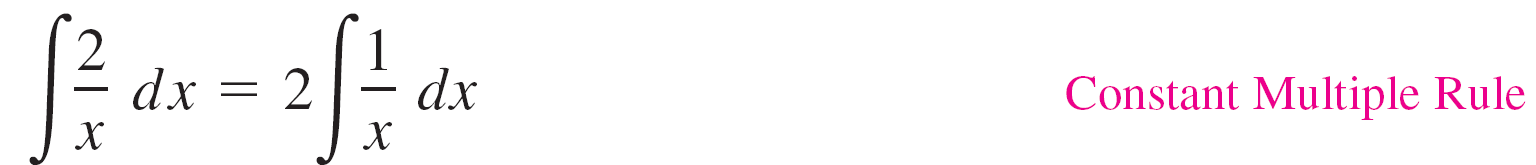 ∫ 2/x dx = 2 ∫ 1/x dx Constant Multiple Rule